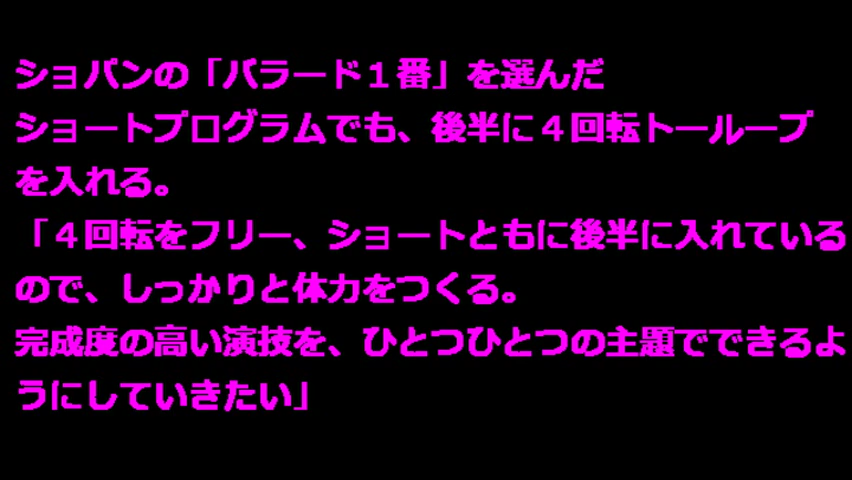 ショパンの「バラード１番」を選んだ
ショートプログラムでも、後半に４回転トーループ
を入れる。
「４回転をフリー、ショートともに後半に入れている
ので、しっかりと体力をつくる。
完成度の高い演技を、ひとつひとつの主題でできるよ
うにしていきたい」